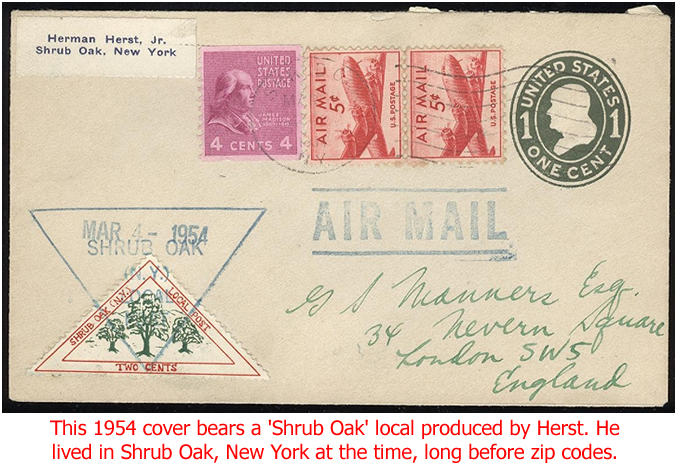 Herman Herst, Jr.
Shrub Oak, New York
UNITED
STATES
POSTAGE
JAMES
MADISON
4 CENTS 4
AIR MAIL
5¢
U.S. POSTAGE
AIR MAIL
5¢
U.S. POSTAGE
UNITED STATES
1 1
ONE CENT
AIR MAIL
MAR 4 - 1954
SHRUB OAK
(N.Y.)
LOCAL
SHRUB OAK (N.Y.) LOCAL POST
TWO CENTS
G S Manners Esq.
34 Nevern Square
London SW5
England
This 1954 cover bears a 'Shrub Oak' local produced by Herst. He
lived in Shrub Oak, New York at the time, long before zip codes.